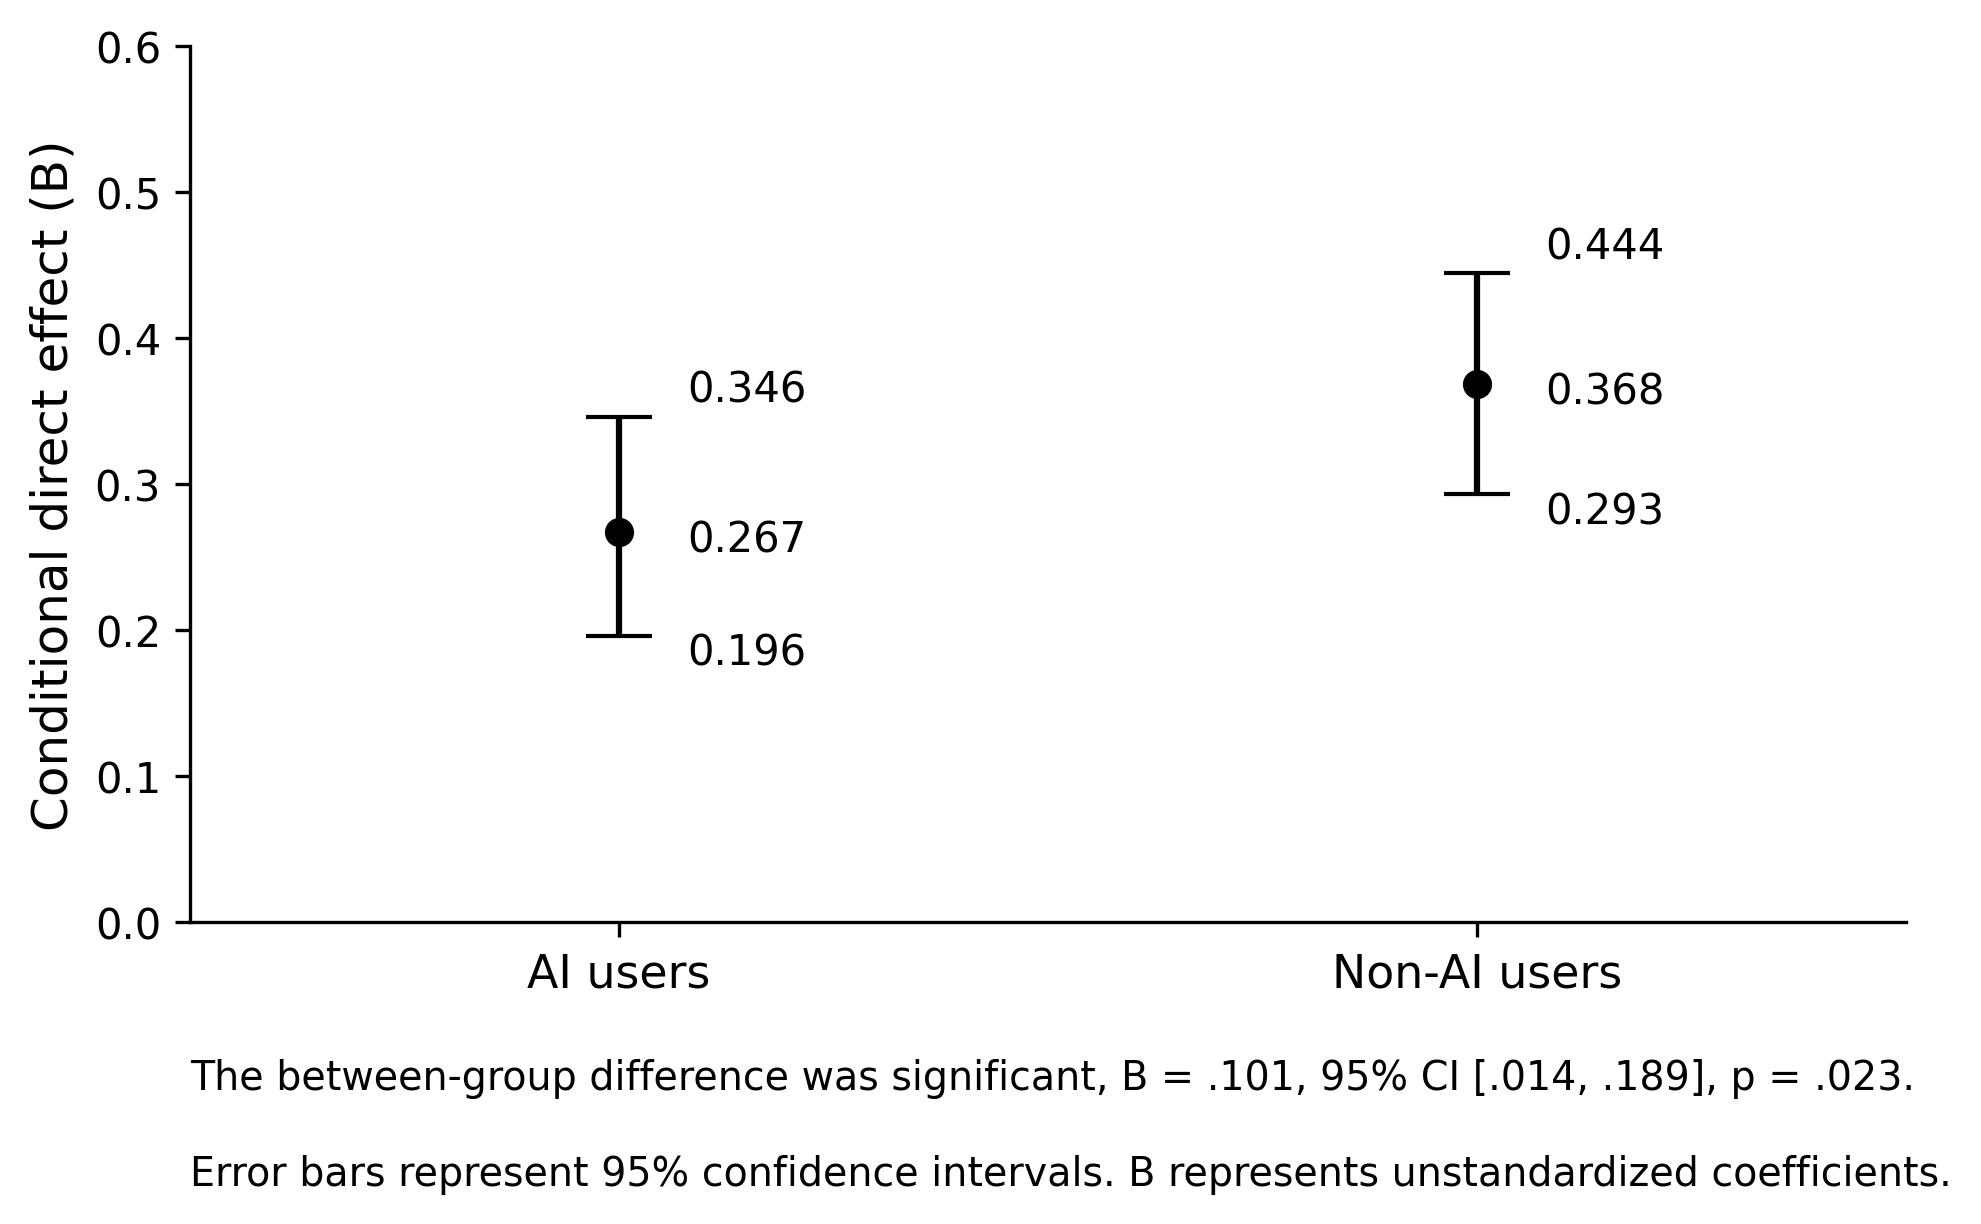 Conditional direct effect (B)
0.6
0.5
0.4
0.3
0.2
0.1
0.0
0.346
0.267
0.196
0.444
0.368
0.293
AI users
Non-AI users
The between-group difference was significant, B = .101, 95% CI [.014, .189], p = .023.
Error bars represent 95% confidence intervals. B represents unstandardized coefficients.